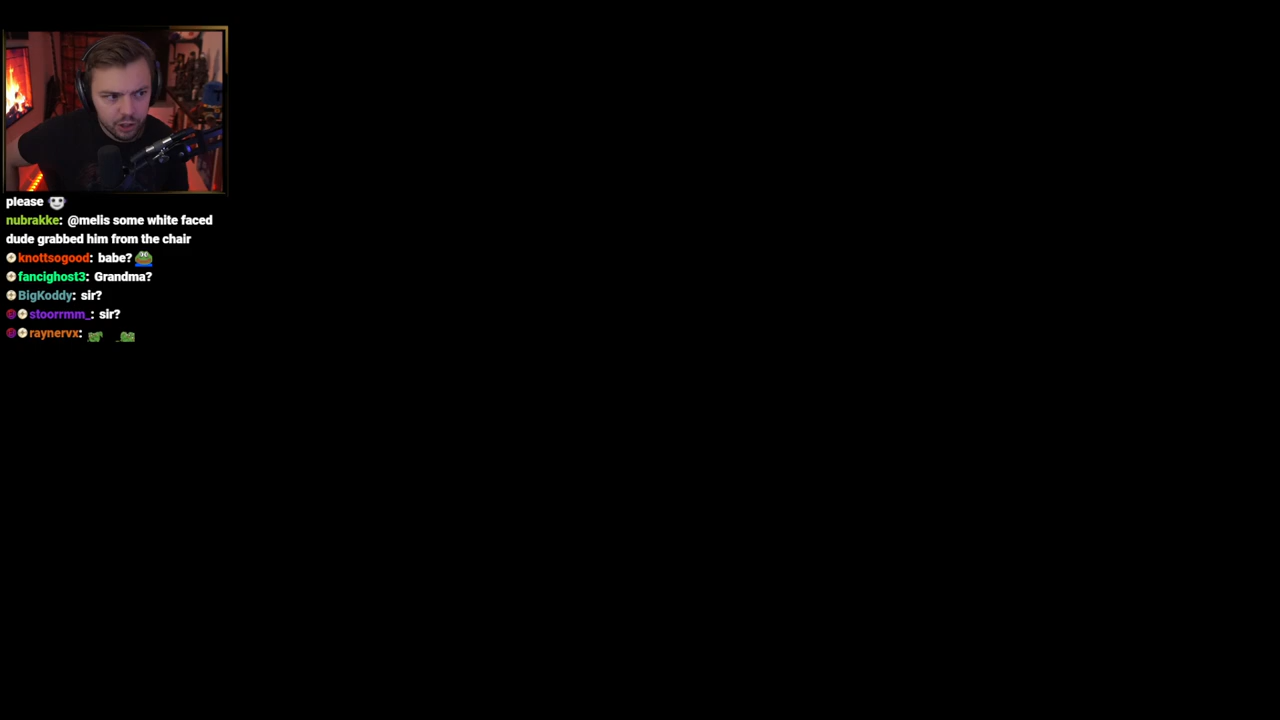 please
nubrakke: @melis some white faced
dude grabbed him from the chair
knottsogood: babe?
fancighost3: Grandma?
BigKoddy: sir?
stoorrmm_: sir?
raynervx: